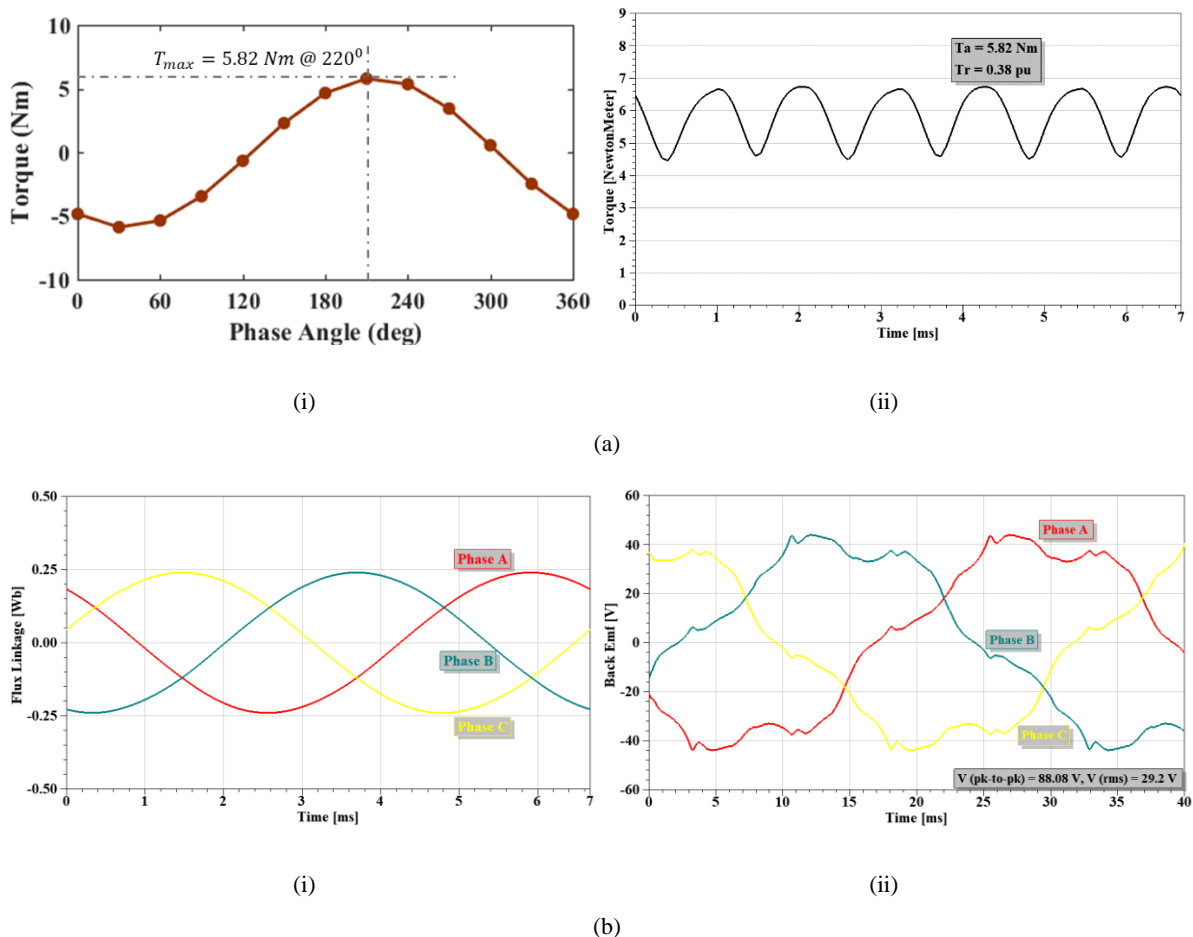 T_max = 5.82 Nm @ 220⁰
10
5
0
-5
-10
Torque (Nm)
0 60 120 180 240 300 360
Phase Angle (deg)
Ta = 5.82 Nm
Tr = 0.38 pu
9
8
7
6
5
4
3
2
1
0
Torque [NewtonMeter]
0 1 2 3 4 5 6 7
Time [ms]
(i)
(ii)
(a)
0.50
0.25
0.00
-0.25
-0.50
Flux Linkage [Wb]
Phase A
Phase B
Phase C
0 1 2 3 4 5 6 7
Time [ms]
60
40
20
0
-20
-40
-60
Back Emf [V]
Phase A
Phase B
Phase C
V (pk-to-pk) = 88.08 V, V (rms) = 29.2 V
0 5 10 15 20 25 30 35 40
Time [ms]
(i)
(ii)
(b)